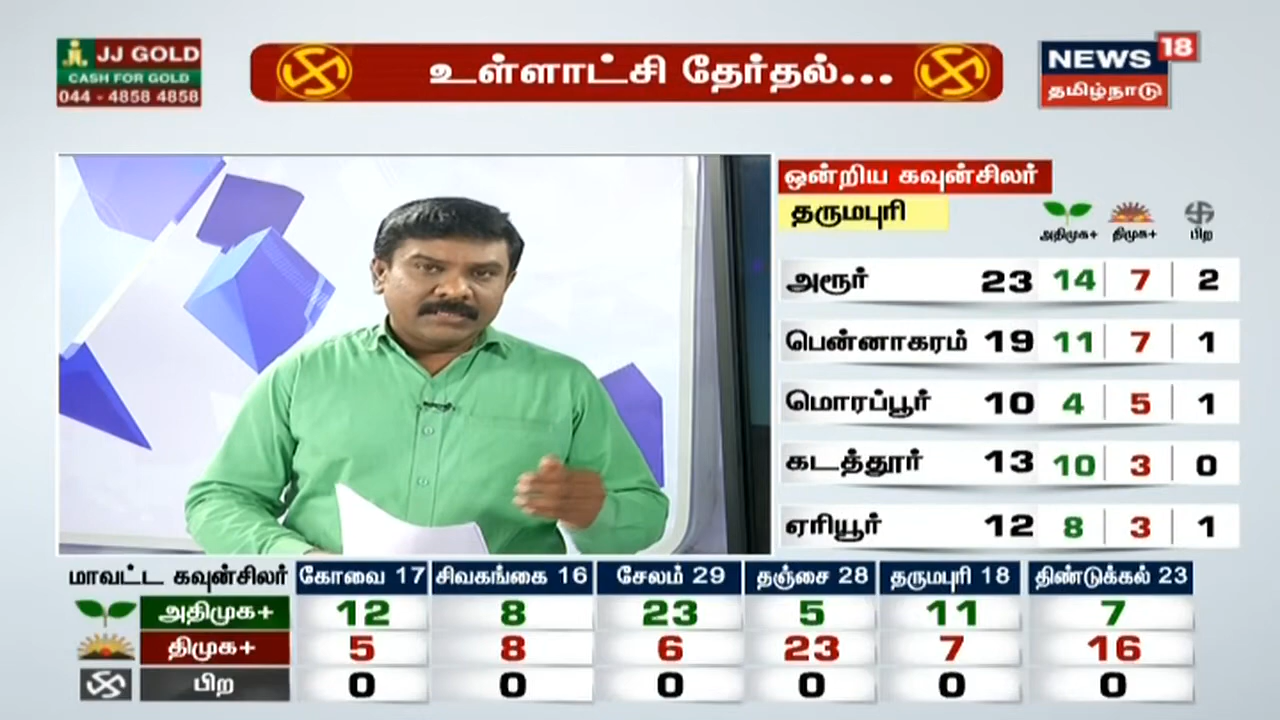 JJ GOLD
CASH FOR GOLD
044 - 4858 4858
உள்ளாட்சி தேர்தல்...
NEWS 18
தமிழ்நாடு
ஒன்றிய கவுன்சிலர்
தருமபுரி
அதிமுக+ திமுக+ பிற
அரூர் 23 14 7 2
பென்னாகரம் 19 11 7 1
மொரப்பூர் 10 4 5 1
கடத்தூர் 13 10 3 0
ஏரியூர் 12 8 3 1
மாவட்ட கவுன்சிலர் கோவை 17 சிவகங்கை 16 சேலம் 29 தஞ்சை 28 தருமபுரி 18 திண்டுக்கல் 23
அதிமுக+ 12 8 23 5 11 7
திமுக+ 5 8 6 23 7 16
பிற 0 0 0 0 0 0